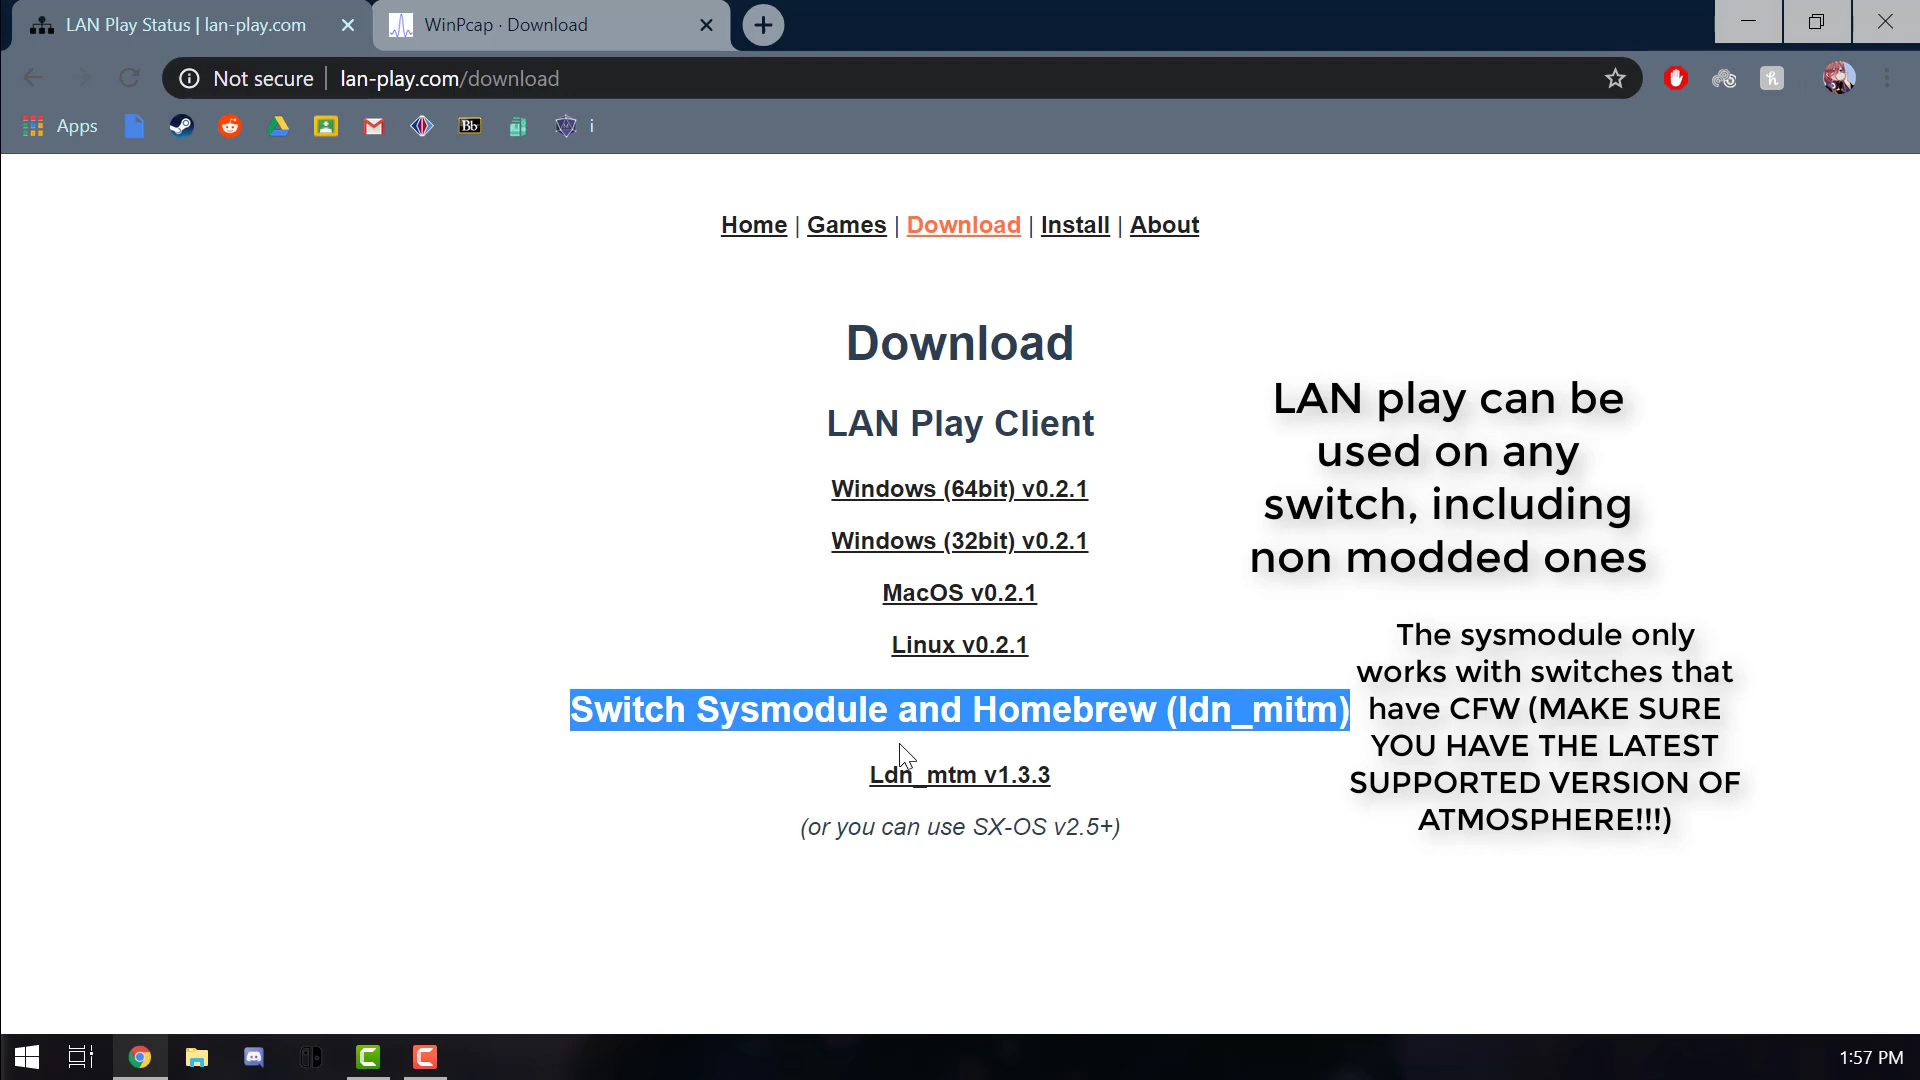 LAN Play Status | lan-play.com
WinPcap · Download
Not secure | lan-play.com/download
Apps
Bb
h
i
Home | Games | Download | Install | About
Download
LAN Play Client
Windows (64bit) v0.2.1
Windows (32bit) v0.2.1
MacOS v0.2.1
Linux v0.2.1
Switch Sysmodule and Homebrew (ldn_mitm)
Ldn_mtm v1.3.3
(or you can use SX-OS v2.5+)
LAN play can be
used on any
switch, including
non modded ones
The sysmodule only
works with switches that
have CFW (MAKE SURE
YOU HAVE THE LATEST
SUPPORTED VERSION OF
ATMOSPHERE!!!)
1:57 PM